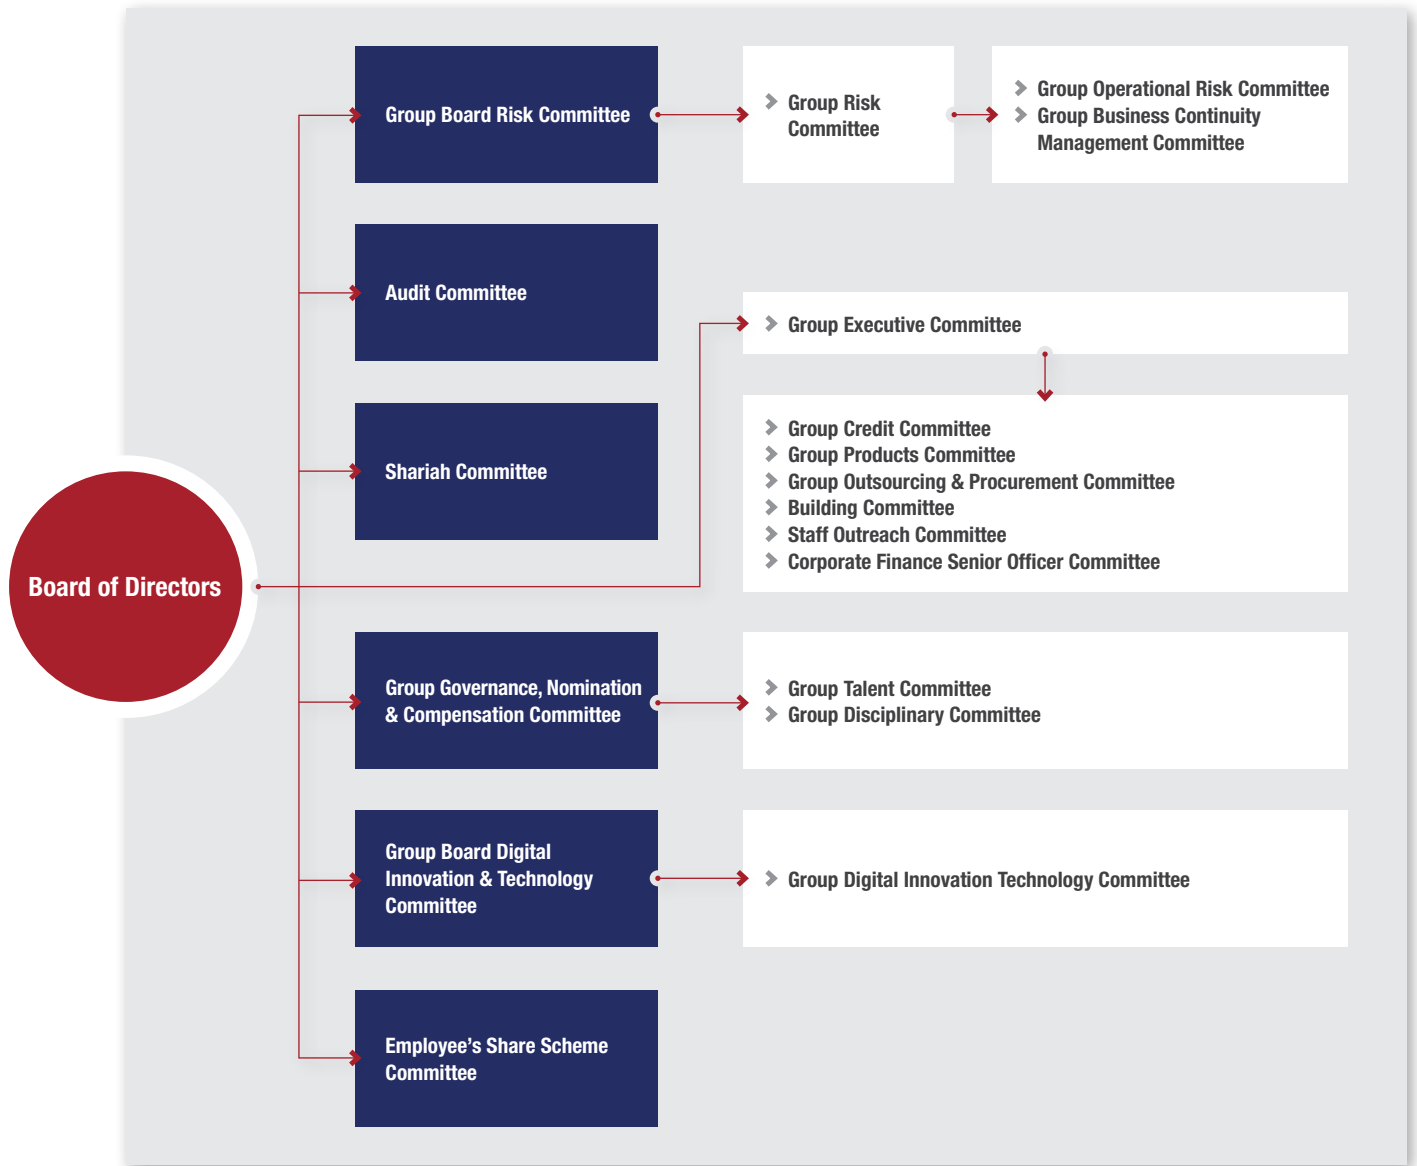 Board of Directors
Group Board Risk Committee
Group Risk
Committee
Group Operational Risk Committee
Group Business Continuity
Management Committee
Audit Committee
Group Executive Committee
Shariah Committee
Group Credit Committee
Group Products Committee
Group Outsourcing & Procurement Committee
Building Committee
Staff Outreach Committee
Corporate Finance Senior Officer Committee
Group Governance, Nomination
& Compensation Committee
Group Talent Committee
Group Disciplinary Committee
Group Board Digital
Innovation & Technology
Committee
Group Digital Innovation Technology Committee
Employee’s Share Scheme
Committee